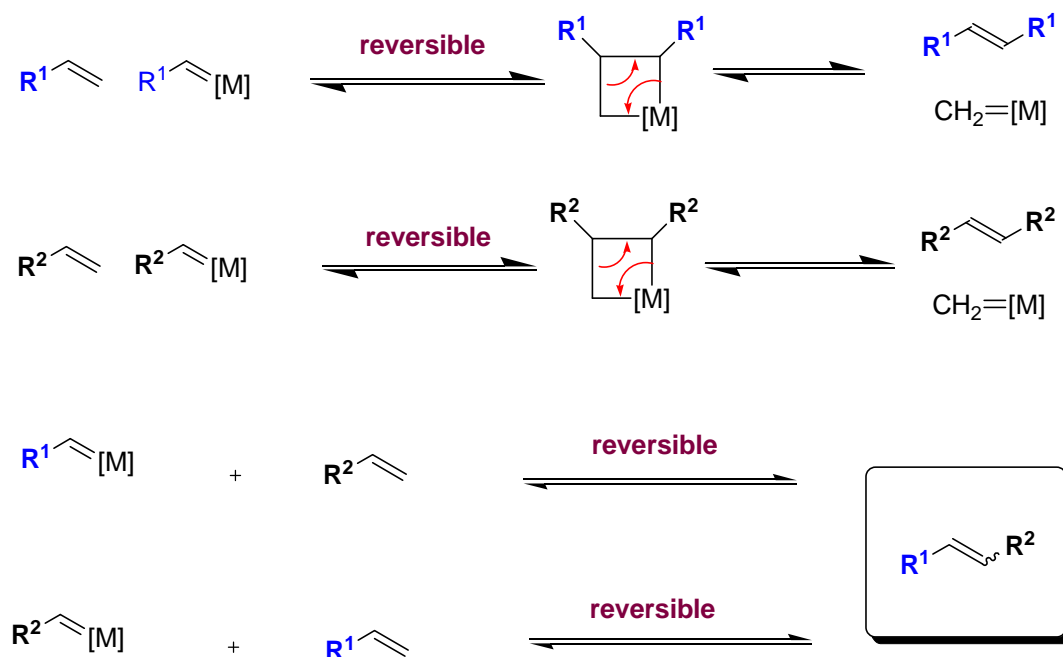 R¹ R¹ [M] reversible R¹ R¹ [M] R¹ R¹
CH₂=[M]
R² R² [M] reversible R² R² [M] R² R²
CH₂=[M]
R¹ [M] + R² reversible
R¹ R²
R² [M] + R¹ reversible